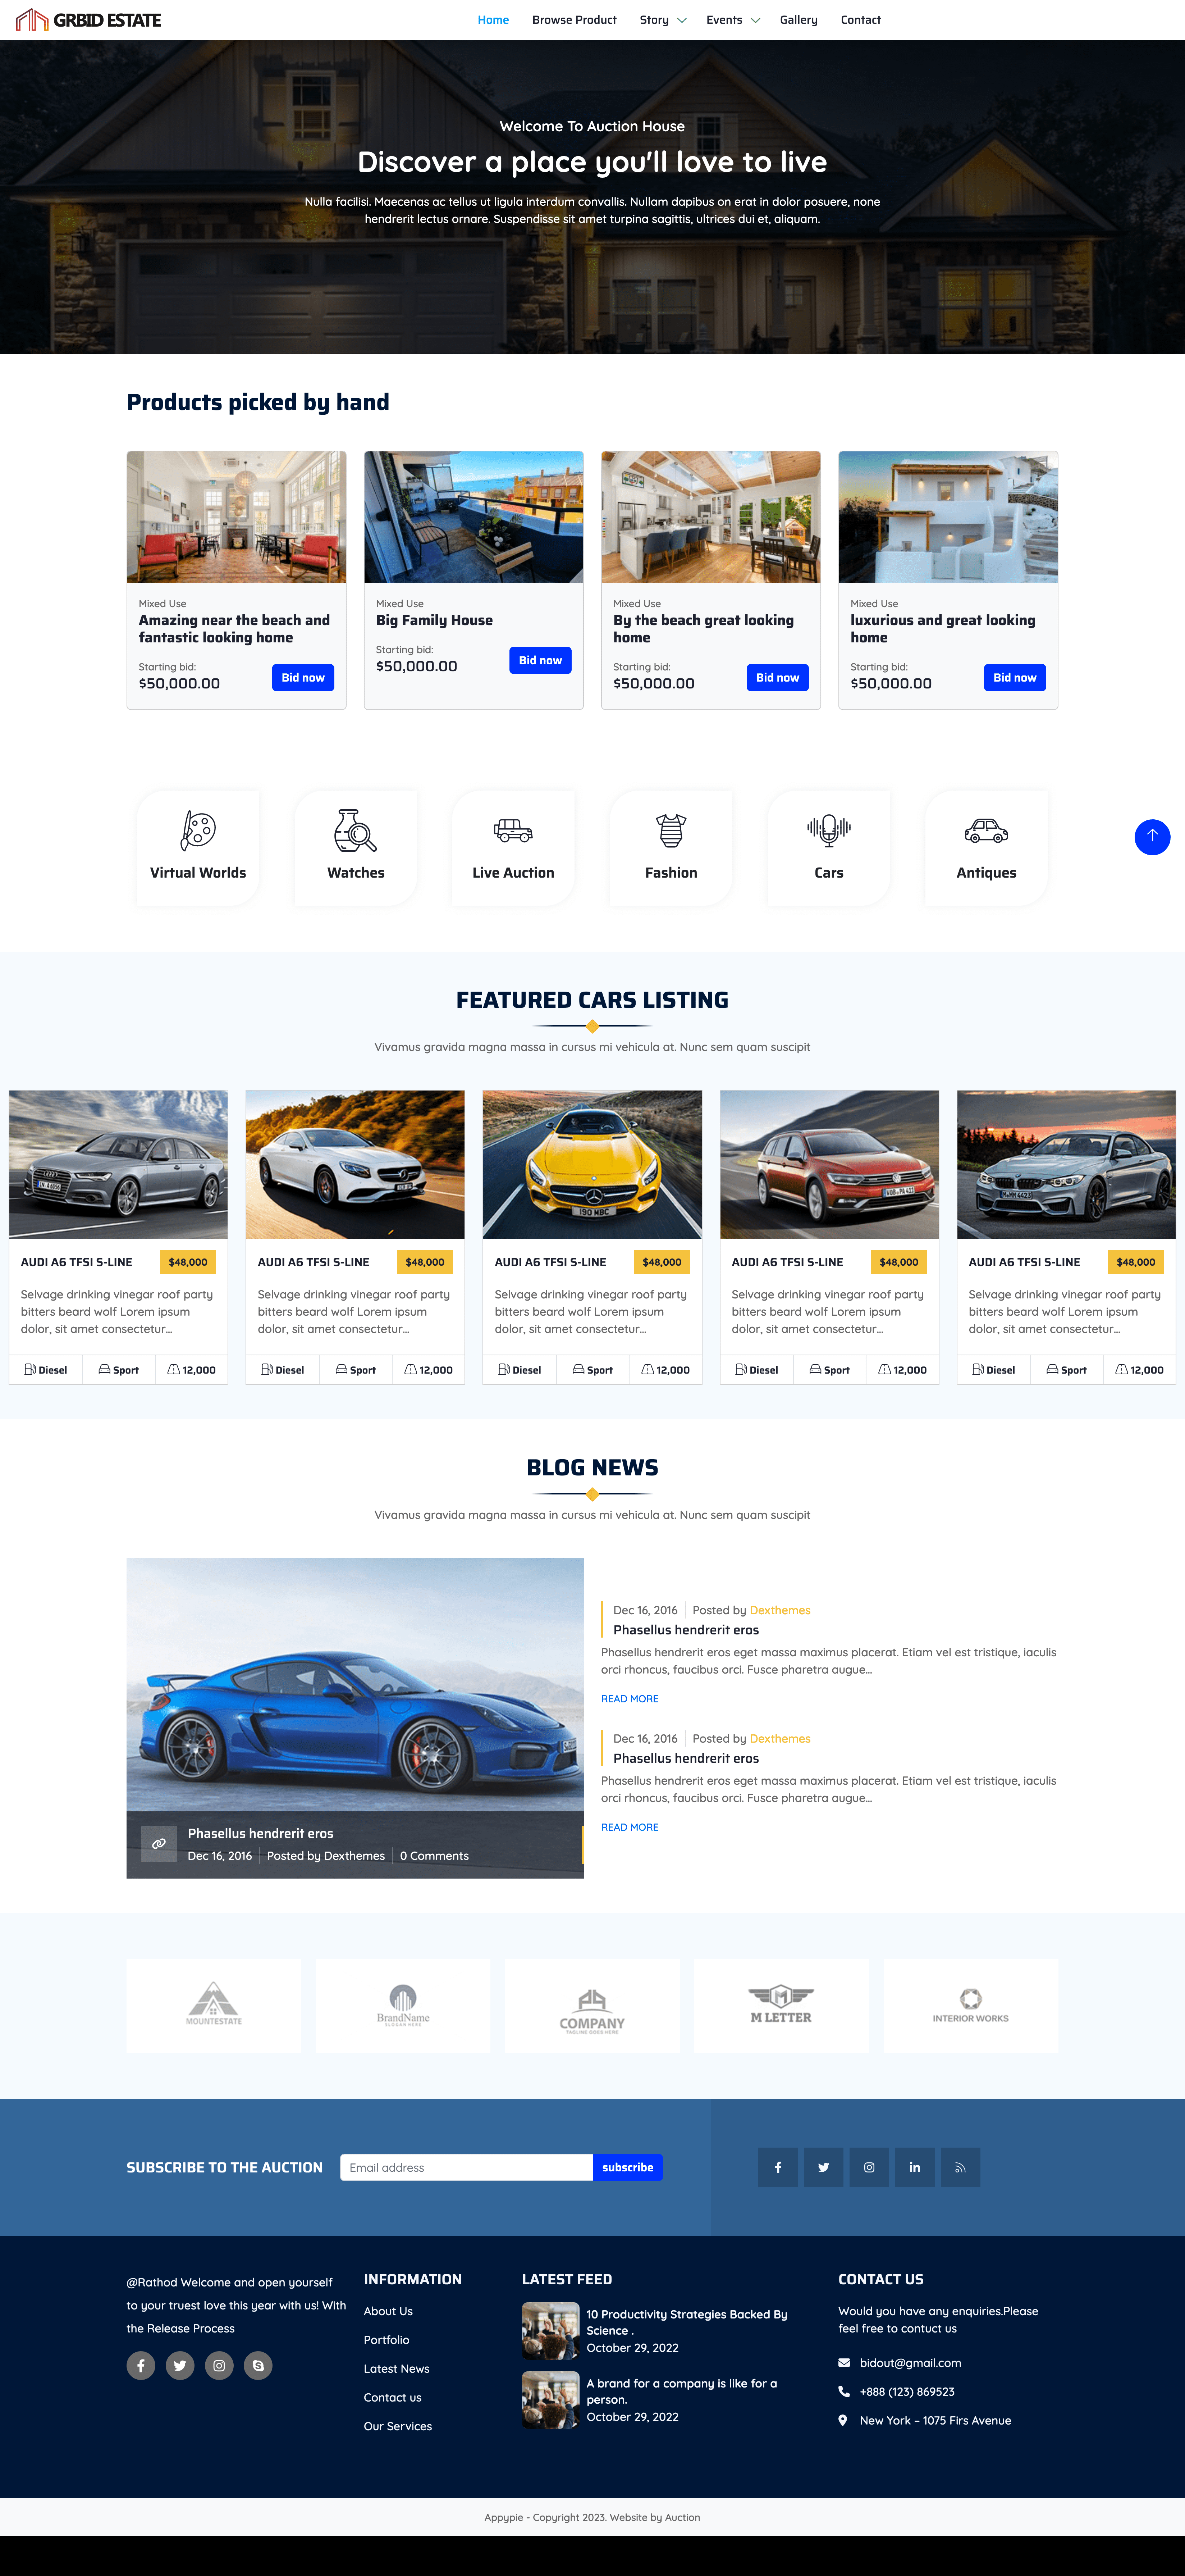 GRBID ESTATE
Home Browse Product Story Events Gallery Contact
Welcome To Auction House
Discover a place you'll love to live
Nulla facilisi. Maecenas ac tellus ut ligula interdum convallis. Nullam dapibus on erat in dolor posuere, none
hendrerit lectus ornare. Suspendisse sit amet turpina sagittis, ultrices dui et, aliquam.
Products picked by hand
Mixed Use
Amazing near the beach and
fantastic looking home
Starting bid:
$50,000.00
Bid now
Mixed Use
Big Family House
Starting bid:
$50,000.00
Bid now
Mixed Use
By the beach great looking
home
Starting bid:
$50,000.00
Bid now
Mixed Use
luxurious and great looking
home
Starting bid:
$50,000.00
Bid now
Virtual Worlds
Watches
Live Auction
Fashion
Cars
Antiques
FEATURED CARS LISTING
Vivamus gravida magna massa in cursus mi vehicula at. Nunc sem quam suscipit
AUDI A6 TFSI S-LINE $48,000
Selvage drinking vinegar roof party
bitters beard wolf Lorem ipsum
dolor, sit amet consectetur...
Diesel Sport 12,000
AUDI A6 TFSI S-LINE $48,000
Selvage drinking vinegar roof party
bitters beard wolf Lorem ipsum
dolor, sit amet consectetur...
Diesel Sport 12,000
190 MBC
AUDI A6 TFSI S-LINE $48,000
Selvage drinking vinegar roof party
bitters beard wolf Lorem ipsum
dolor, sit amet consectetur...
Diesel Sport 12,000
AUDI A6 TFSI S-LINE $48,000
Selvage drinking vinegar roof party
bitters beard wolf Lorem ipsum
dolor, sit amet consectetur...
Diesel Sport 12,000
AUDI A6 TFSI S-LINE $48,000
Selvage drinking vinegar roof party
bitters beard wolf Lorem ipsum
dolor, sit amet consectetur...
Diesel Sport 12,000
BLOG NEWS
Vivamus gravida magna massa in cursus mi vehicula at. Nunc sem quam suscipit
Phasellus hendrerit eros
Dec 16, 2016 Posted by Dexthemes 0 Comments
Dec 16, 2016 Posted by Dexthemes
Phasellus hendrerit eros
Phasellus hendrerit eros eget massa maximus placerat. Etiam vel est tristique, iaculis
orci rhoncus, faucibus orci. Fusce pharetra augue...
READ MORE
Dec 16, 2016 Posted by Dexthemes
Phasellus hendrerit eros
Phasellus hendrerit eros eget massa maximus placerat. Etiam vel est tristique, iaculis
orci rhoncus, faucibus orci. Fusce pharetra augue...
READ MORE
MOUNTESTATE
BrandName
SLOGAN HERE
COMPANY
TAGLINE GOES HERE
M LETTER
INTERIOR WORKS
SUBSCRIBE TO THE AUCTION
Email address
subscribe
@Rathod Welcome and open yourself
to your truest love this year with us! With
the Release Process
INFORMATION
About Us
Portfolio
Latest News
Contact us
Our Services
LATEST FEED
10 Productivity Strategies Backed By
Science .
October 29, 2022
A brand for a company is like for a
person.
October 29, 2022
CONTACT US
Would you have any enquiries.Please
feel free to contuct us
bidout@gmail.com
+888 (123) 869523
New York – 1075 Firs Avenue
Appypie - Copyright 2023. Website by Auction